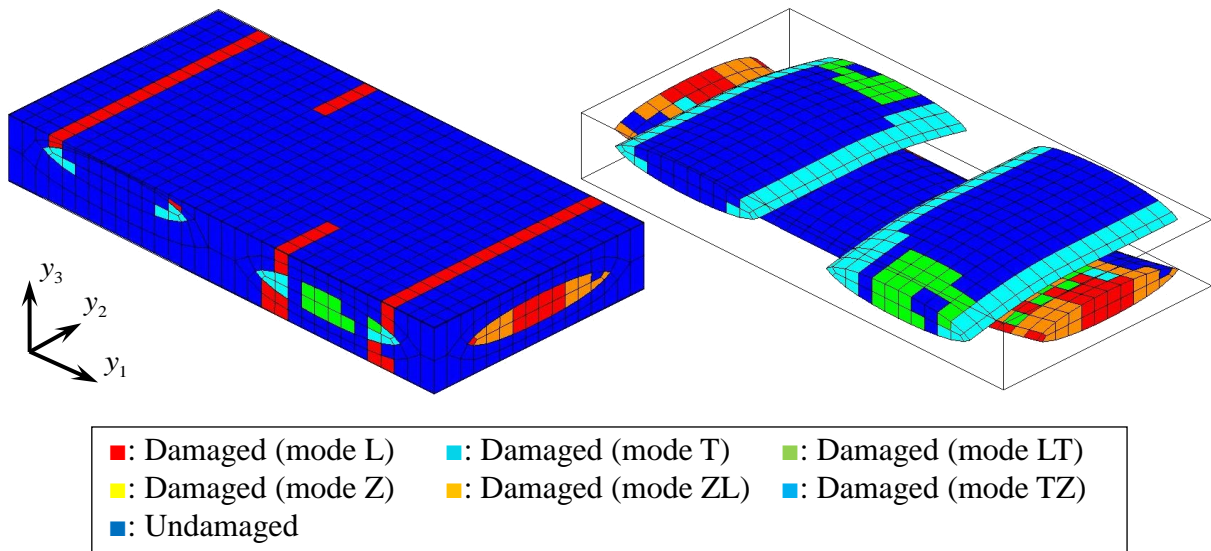 y3
y2
y1
■: Damaged (mode L) ■: Damaged (mode T) ■: Damaged (mode LT)
■: Damaged (mode Z) ■: Damaged (mode ZL) ■: Damaged (mode TZ)
■: Undamaged